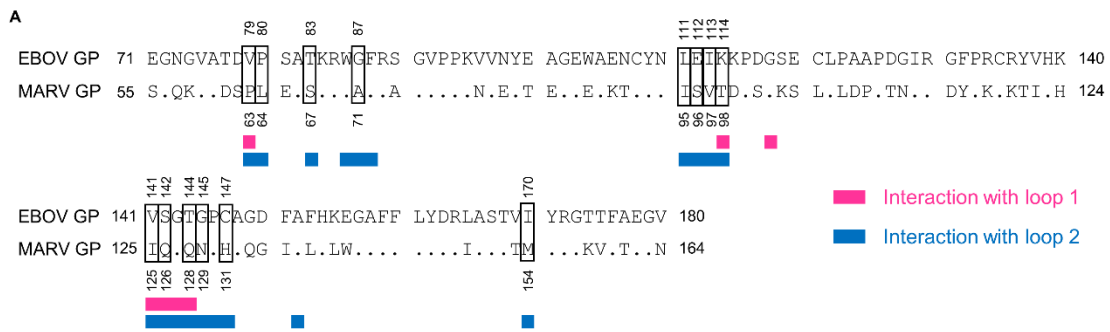 A
79 80 83 87 111 112 113 114
EBOV GP 71 EGNGVATDVP SATKRWGFRS GVPPKVVNYE AGEWAENCYN LEIKKPDGSE CLPAAPDGIR GFPRCRYVHK 140
MARV GP 55 S.QK..DSPL E.S...A..A .....N.E.T E..E.KT... ISVTD.S.KS L.LDP.TN.. DY.K.KTI.H 124
63 64 67 71 95 96 97 98
141 142 144 145 147 170
EBOV GP 141 VSGTGPCAGD FAFHKEGAFF LYDRLASTVI YRGTTFAEGV 180
MARV GP 125 IQ.QN.H.QG I.L.LW.... ....I...TM ...KV.T..N 164
125 126 128 129 131 154
Interaction with loop 1
Interaction with loop 2